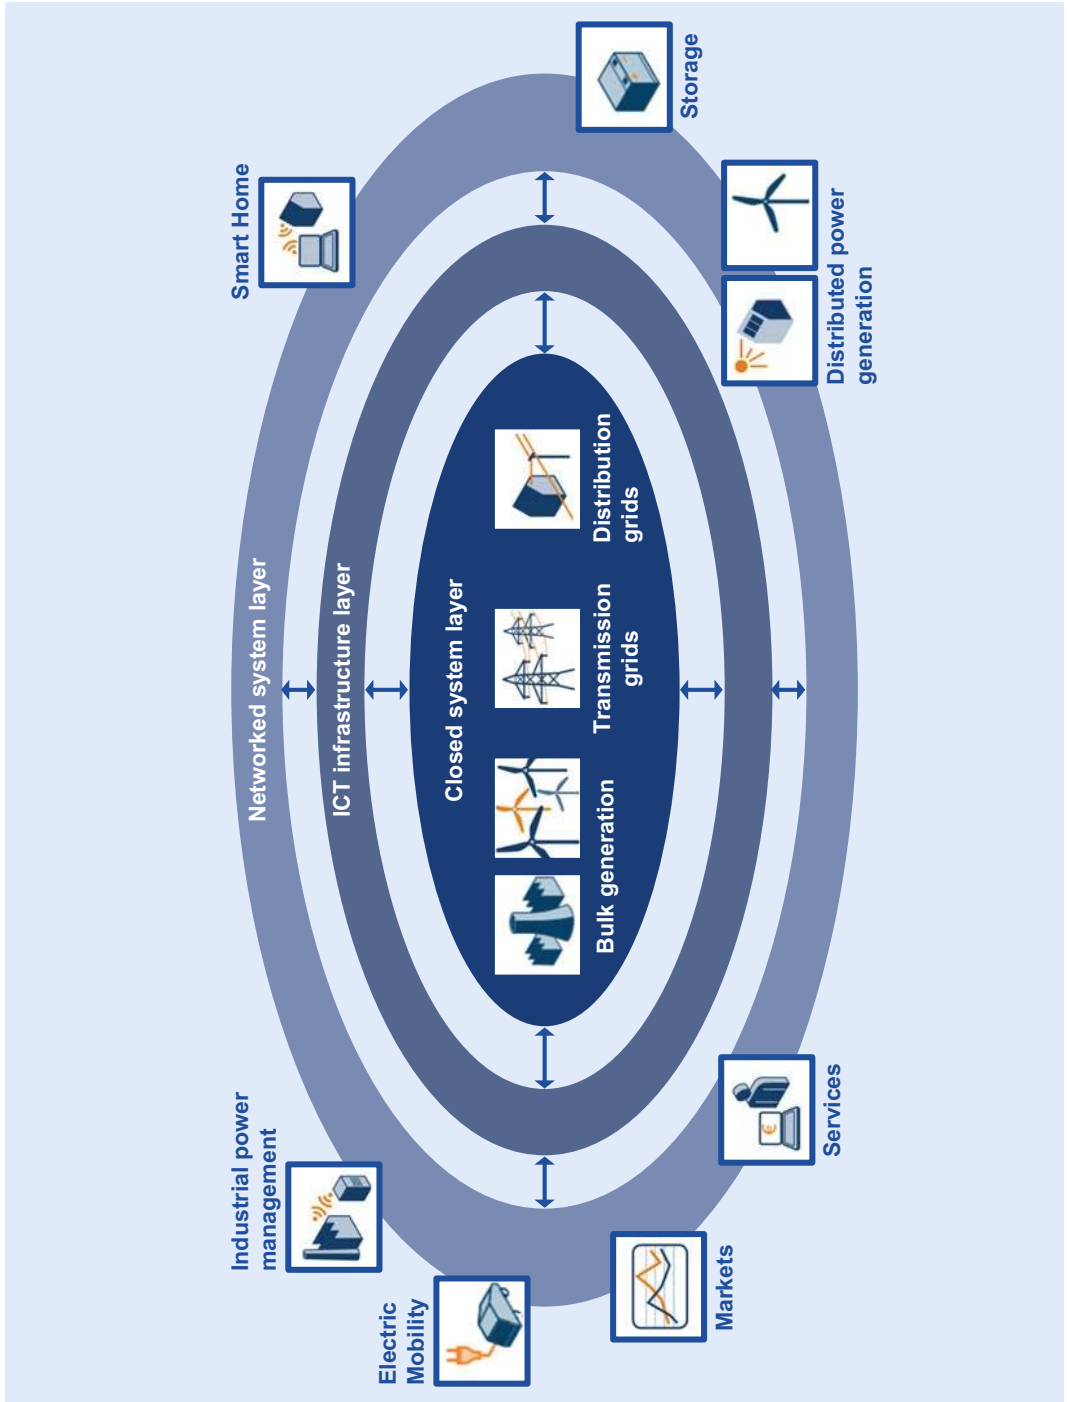 Networked system layer
ICT infrastructure layer
Closed system layer
Bulk generation
Transmission
grids
Distribution
grids
Industrial power
management
Smart Home
Electric
Mobility
Storage
Markets
Services
Distributed power
generation
€